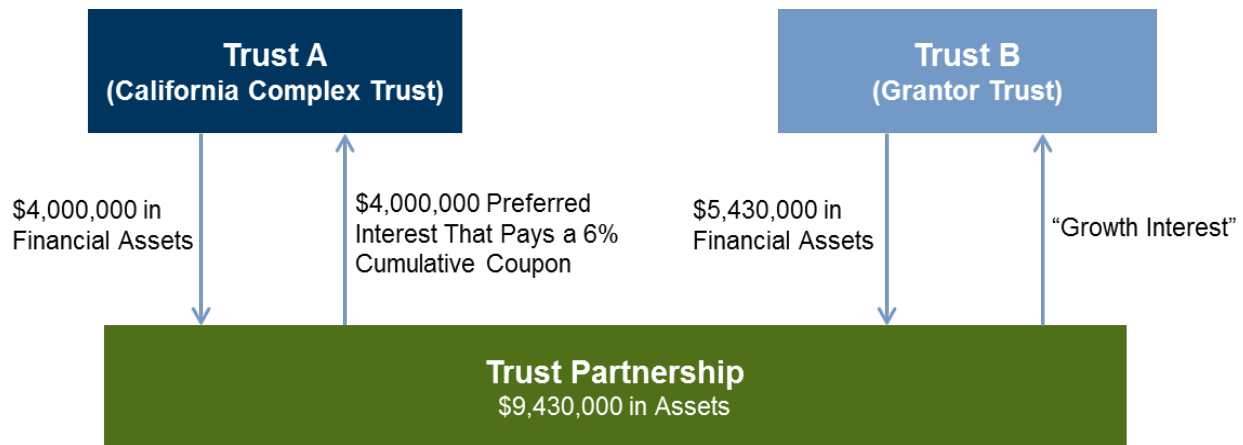 Trust A
(California Complex Trust)
Trust B
(Grantor Trust)
$4,000,000 in
Financial Assets
$4,000,000 Preferred
Interest That Pays a 6%
Cumulative Coupon
$5,430,000 in
Financial Assets
“Growth Interest”
Trust Partnership
$9,430,000 in Assets